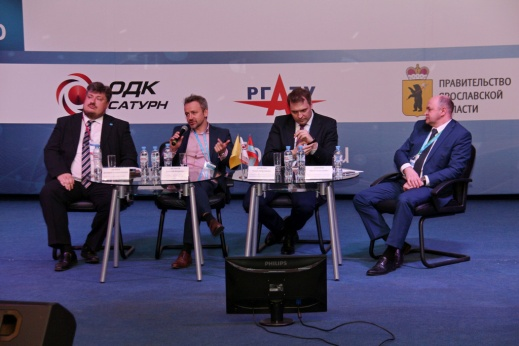 ОДК
САТУРН
РГАТУ
ПРАВИТЕЛЬСТВО
ЯРОСЛАВСКОЙ
ОБЛАСТИ
PHILIPS